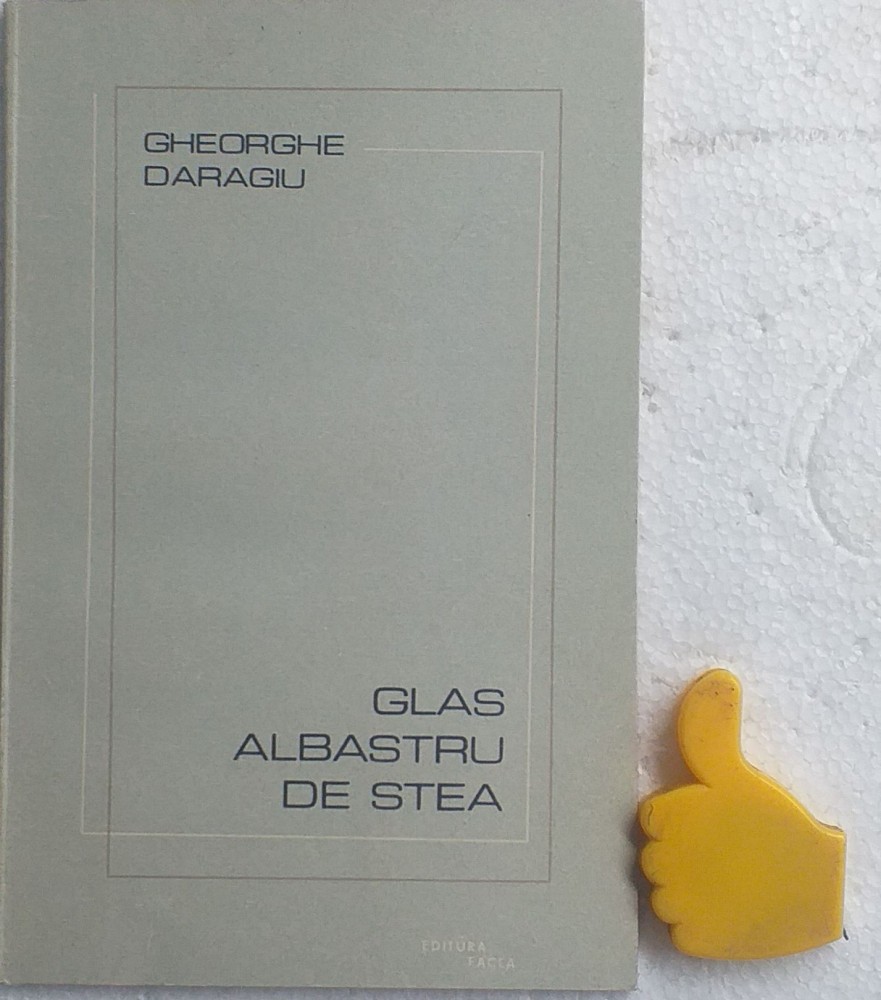 GHEORGHE
DARAGIU
GLAS
ALBASTRU
DE STEA
EDITURA
FACLA